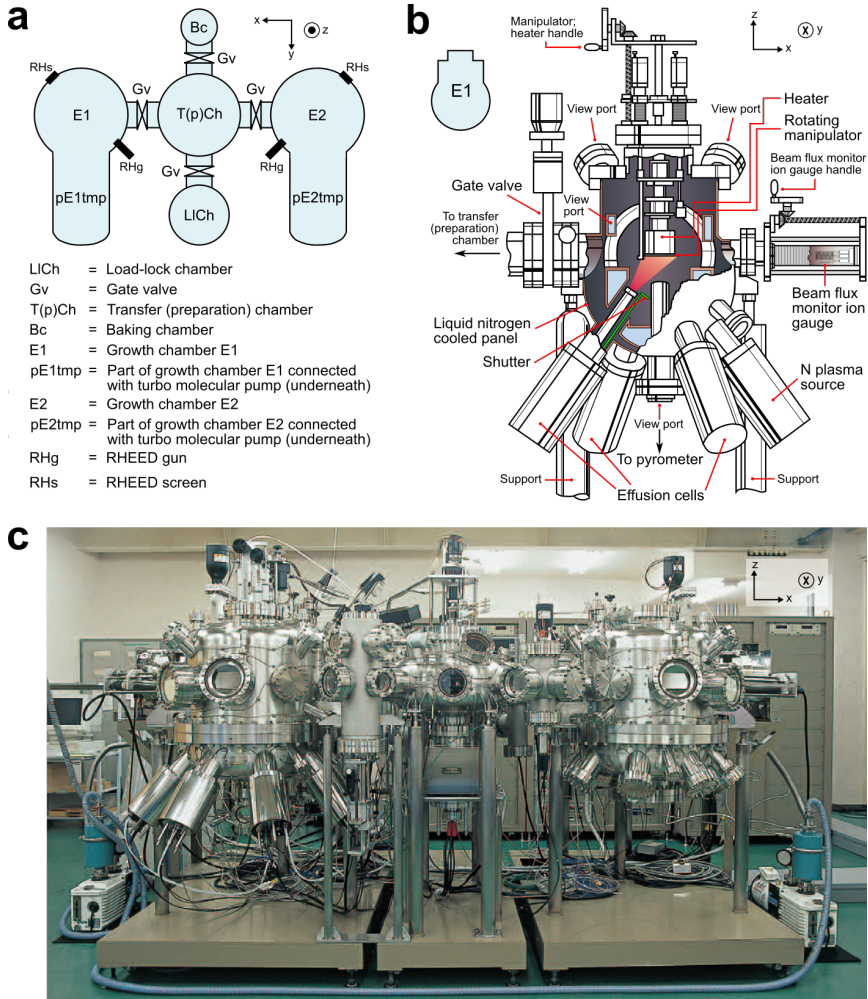 a
Bc
Gv
x
y
z
RHs
E1
Gv
T(p)Ch
Gv
E2
RHs
RHg
Gv
RHg
pE1tmp
LlCh
pE2tmp
LlCh = Load-lock chamber
Gv = Gate valve
T(p)Ch = Transfer (preparation) chamber
Bc = Baking chamber
E1 = Growth chamber E1
pE1tmp = Part of growth chamber E1 connected
with turbo molecular pump (underneath)
E2 = Growth chamber E2
pE2tmp = Part of growth chamber E2 connected
with turbo molecular pump (underneath)
RHg = RHEED gun
RHs = RHEED screen
b
Manipulator;
heater handle
z
x
y
E1
View port
View port
Heater
Rotating
manipulator
Beam flux monitor
ion gauge handle
Gate valve
View
port
To transfer
(preparation)
chamber
Liquid nitrogen
cooled panel
Shutter
Beam flux
monitor ion
gauge
N plasma
source
View port
To pyrometer
Support
Effusion cells
Support
c
z
x
y